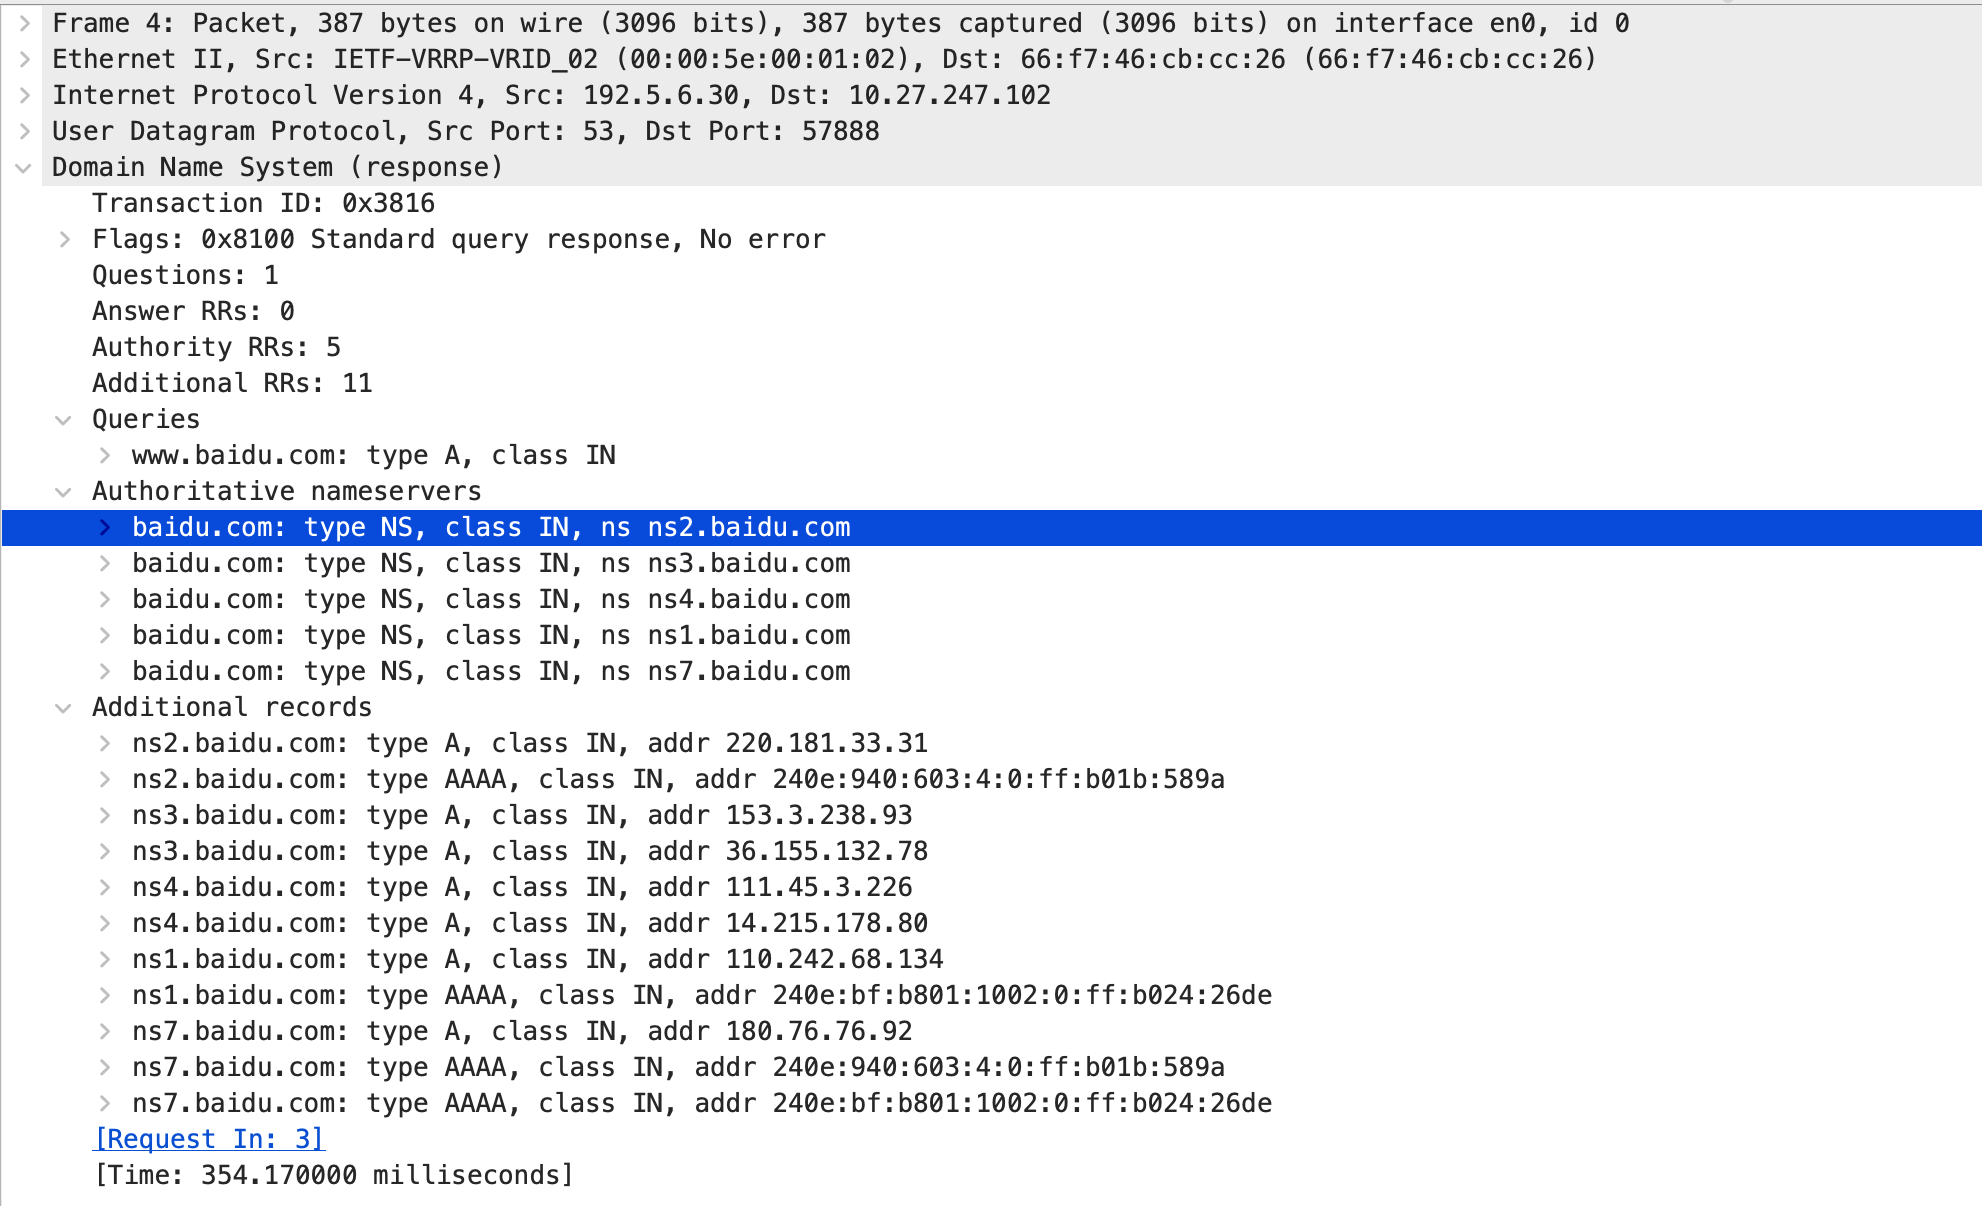 Frame 4: Packet, 387 bytes on wire (3096 bits), 387 bytes captured (3096 bits) on interface en0, id 0
Ethernet II, Src: IETF-VRRP-VRID_02 (00:00:5e:00:01:02), Dst: 66:f7:46:cb:cc:26 (66:f7:46:cb:cc:26)
Internet Protocol Version 4, Src: 192.5.6.30, Dst: 10.27.247.102
User Datagram Protocol, Src Port: 53, Dst Port: 57888
Domain Name System (response)
Transaction ID: 0x3816
Flags: 0x8100 Standard query response, No error
Questions: 1
Answer RRs: 0
Authority RRs: 5
Additional RRs: 11
Queries
www.baidu.com: type A, class IN
Authoritative nameservers
baidu.com: type NS, class IN, ns ns2.baidu.com
baidu.com: type NS, class IN, ns ns3.baidu.com
baidu.com: type NS, class IN, ns ns4.baidu.com
baidu.com: type NS, class IN, ns ns1.baidu.com
baidu.com: type NS, class IN, ns ns7.baidu.com
Additional records
ns2.baidu.com: type A, class IN, addr 220.181.33.31
ns2.baidu.com: type AAAA, class IN, addr 240e:940:603:4:0:ff:b01b:589a
ns3.baidu.com: type A, class IN, addr 153.3.238.93
ns3.baidu.com: type A, class IN, addr 36.155.132.78
ns4.baidu.com: type A, class IN, addr 111.45.3.226
ns4.baidu.com: type A, class IN, addr 14.215.178.80
ns1.baidu.com: type A, class IN, addr 110.242.68.134
ns1.baidu.com: type AAAA, class IN, addr 240e:bf:b801:1002:0:ff:b024:26de
ns7.baidu.com: type A, class IN, addr 180.76.76.92
ns7.baidu.com: type AAAA, class IN, addr 240e:940:603:4:0:ff:b01b:589a
ns7.baidu.com: type AAAA, class IN, addr 240e:bf:b801:1002:0:ff:b024:26de
[Request In: 3]
[Time: 354.170000 milliseconds]